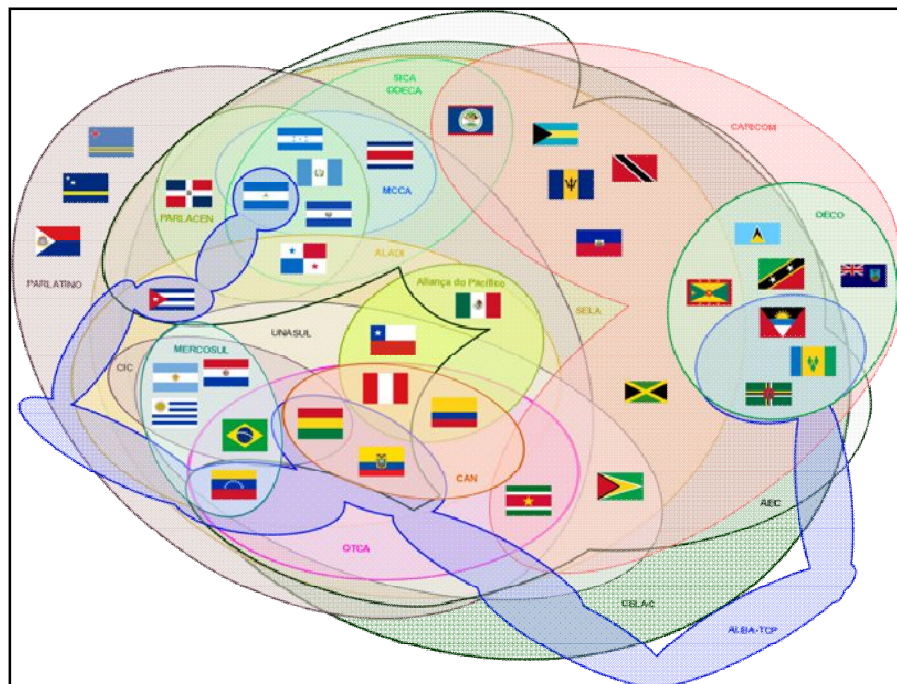 SICA
ODECA
CARICOM
MCCA
OECO
PARLACEN
ALADI
PARLATINO
Aliança do Pacífico
SELA
UNASUL
MERCOSUL
CIC
CAN
AEC
OTCA
CELAC
ALBA-TCP